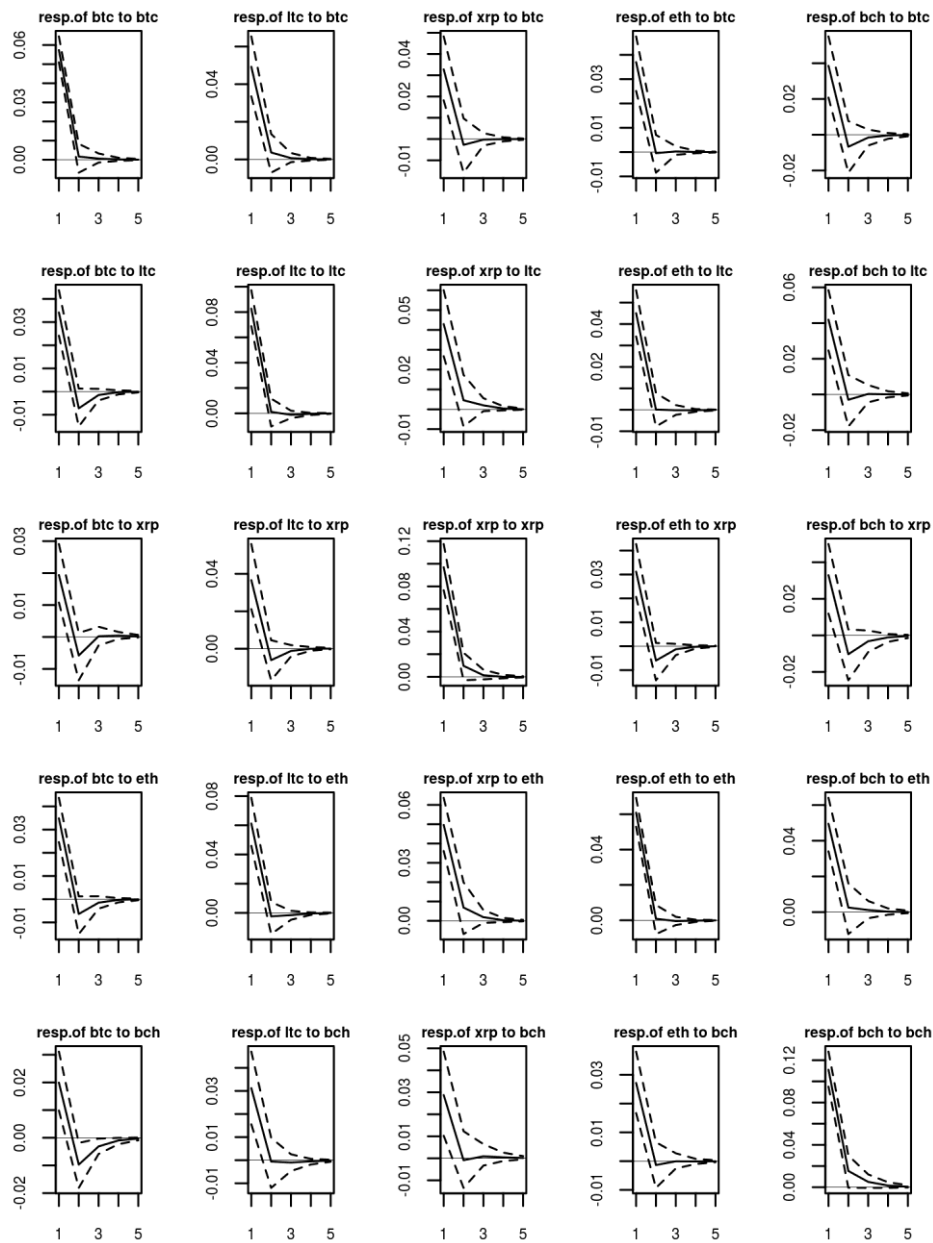 resp.of btc to btc
0.06
0.03
0.00
1 3 5
resp.of ltc to btc
0.04
0.00
1 3 5
resp.of xrp to btc
0.04
0.02
-0.01
1 3 5
resp.of eth to btc
0.03
0.01
-0.01
1 3 5
resp.of bch to btc
0.02
-0.02
1 3 5
resp.of btc to ltc
0.03
0.01
-0.01
1 3 5
resp.of ltc to ltc
0.08
0.04
0.00
1 3 5
resp.of xrp to ltc
0.05
0.02
-0.01
1 3 5
resp.of eth to ltc
0.04
0.02
-0.01
1 3 5
resp.of bch to ltc
0.06
0.02
-0.02
1 3 5
resp.of btc to xrp
0.03
0.01
-0.01
1 3 5
resp.of ltc to xrp
0.04
0.00
1 3 5
resp.of xrp to xrp
0.12
0.08
0.04
0.00
1 3 5
resp.of eth to xrp
0.03
0.01
-0.01
1 3 5
resp.of bch to xrp
0.02
-0.02
1 3 5
resp.of btc to eth
0.03
0.01
-0.01
1 3 5
resp.of ltc to eth
0.08
0.04
0.00
1 3 5
resp.of xrp to eth
0.06
0.03
0.00
1 3 5
resp.of eth to eth
0.04
0.00
1 3 5
resp.of bch to eth
0.04
0.00
1 3 5
resp.of btc to bch
0.02
0.00
-0.02
1 3 5
resp.of ltc to bch
0.03
0.01
-0.01
1 3 5
resp.of xrp to bch
0.05
0.03
0.01
-0.01
1 3 5
resp.of eth to bch
0.03
0.01
-0.01
1 3 5
resp.of bch to bch
0.12
0.08
0.04
0.00
1 3 5